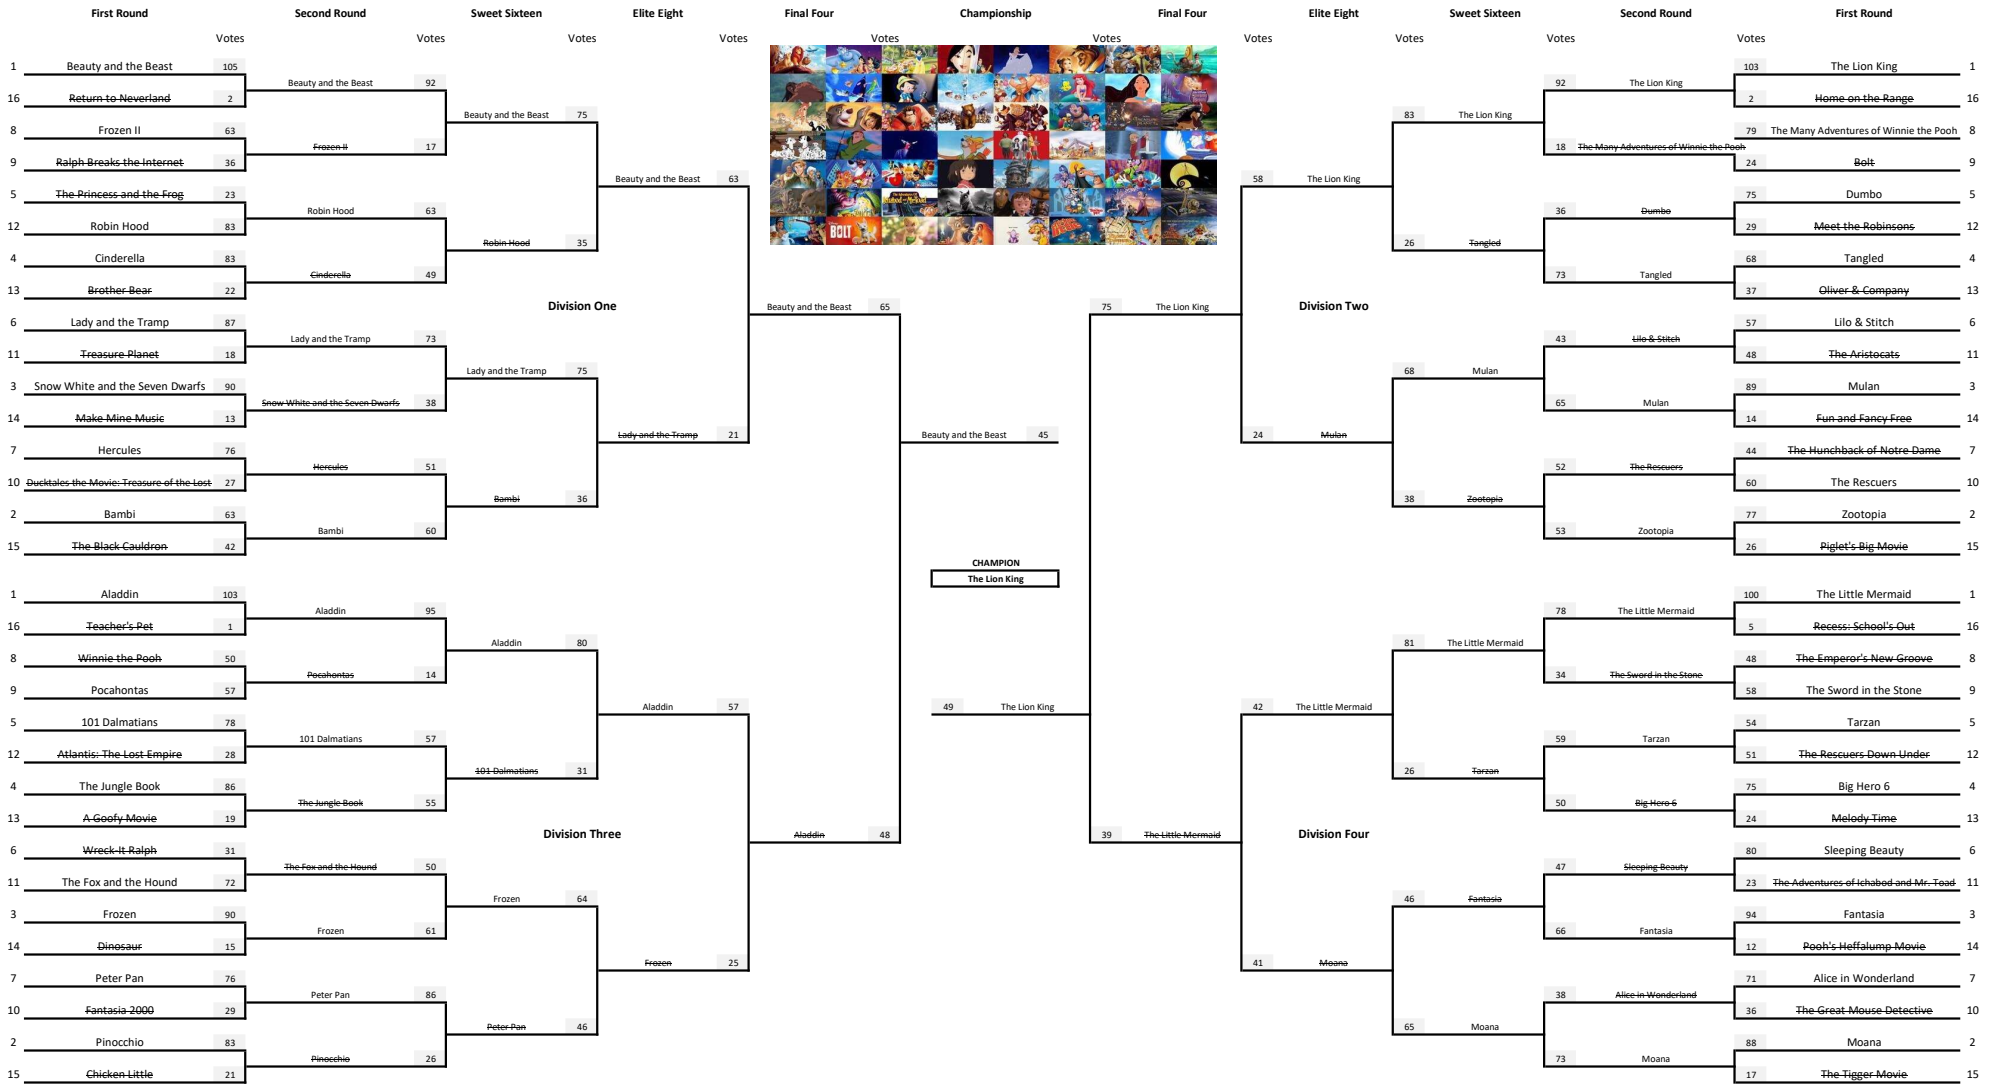 First Round Second Round Sweet Sixteen Elite Eight Final Four Championship Final Four Elite Eight Sweet Sixteen Second Round First Round
Votes Votes Votes Votes Votes Votes Votes Votes Votes Votes
1 Beauty and the Beast 105
16 Return to Neverland 2
8 Frozen II 63
9 Ralph Breaks the Internet 36
5 The Princess and the Frog 23
12 Robin Hood 83
4 Cinderella 83
13 Brother Bear 22
6 Lady and the Tramp 87
11 Treasure Planet 18
3 Snow White and the Seven Dwarfs 90
14 Make Mine Music 13
7 Hercules 76
10 Ducktales the Movie: Treasure of the Lost 27
2 Bambi 63
15 The Black Cauldron 42
Beauty and the Beast 92
Frozen II 17
Robin Hood 63
Cinderella 49
Lady and the Tramp 73
Snow White and the Seven Dwarfs 38
Hercules 51
Bambi 60
Beauty and the Beast 75
Robin Hood 35
Division One
Lady and the Tramp 75
Bambi 36
Beauty and the Beast 63
Lady and the Tramp 21
1 Aladdin 103
16 Teacher's Pet 1
8 Winnie the Pooh 50
9 Pocahontas 57
5 101 Dalmatians 78
12 Atlantis: The Lost Empire 28
4 The Jungle Book 86
13 A Goofy Movie 19
6 Wreck-It Ralph 31
11 The Fox and the Hound 72
3 Frozen 90
14 Dinosaur 15
7 Peter Pan 76
10 Fantasia 2000 29
2 Pinocchio 83
15 Chicken Little 21
Aladdin 95
Pocahontas 14
101 Dalmatians 57
The Jungle Book 55
The Fox and the Hound 50
Frozen 61
Peter Pan 86
Pinocchio 26
Aladdin 80
101 Dalmatians 31
Division Three
Frozen 64
Peter Pan 46
Aladdin 57
Frozen 25
Beauty and the Beast 65
Aladdin 48
BOLT
Beauty and the Beast 45
CHAMPION
The Lion King
49 The Lion King
75 The Lion King
39 The Little Mermaid
58 The Lion King
24 Mulan
83 The Lion King
26 Tangled
Division Two
68 Mulan
38 Zootopia
92 The Lion King
18 The Many Adventures of Winnie the Pooh
36 Dumbo
73 Tangled
43 Lilo & Stitch
65 Mulan
52 The Rescuers
53 Zootopia
103 The Lion King 1
2 Home on the Range 16
79 The Many Adventures of Winnie the Pooh 8
24 Bolt 9
75 Dumbo 5
29 Meet the Robinsons 12
68 Tangled 4
37 Oliver & Company 13
57 Lilo & Stitch 6
48 The Aristocats 11
89 Mulan 3
14 Fun and Fancy Free 14
44 The Hunchback of Notre Dame 7
60 The Rescuers 10
77 Zootopia 2
26 Piglet's Big Movie 15
42 The Little Mermaid
41 Moana
81 The Little Mermaid
26 Tarzan
Division Four
46 Fantasia
65 Moana
78 The Little Mermaid
34 The Sword in the Stone
59 Tarzan
50 Big Hero 6
47 Sleeping Beauty
66 Fantasia
38 Alice in Wonderland
73 Moana
100 The Little Mermaid 1
5 Recess: School's Out 16
48 The Emperor's New Groove 8
58 The Sword in the Stone 9
54 Tarzan 5
51 The Rescuers Down Under 12
75 Big Hero 6 4
24 Melody Time 13
80 Sleeping Beauty 6
23 The Adventures of Ichabod and Mr. Toad 11
94 Fantasia 3
12 Pooh's Heffalump Movie 14
71 Alice in Wonderland 7
36 The Great Mouse Detective 10
88 Moana 2
17 The Tigger Movie 15